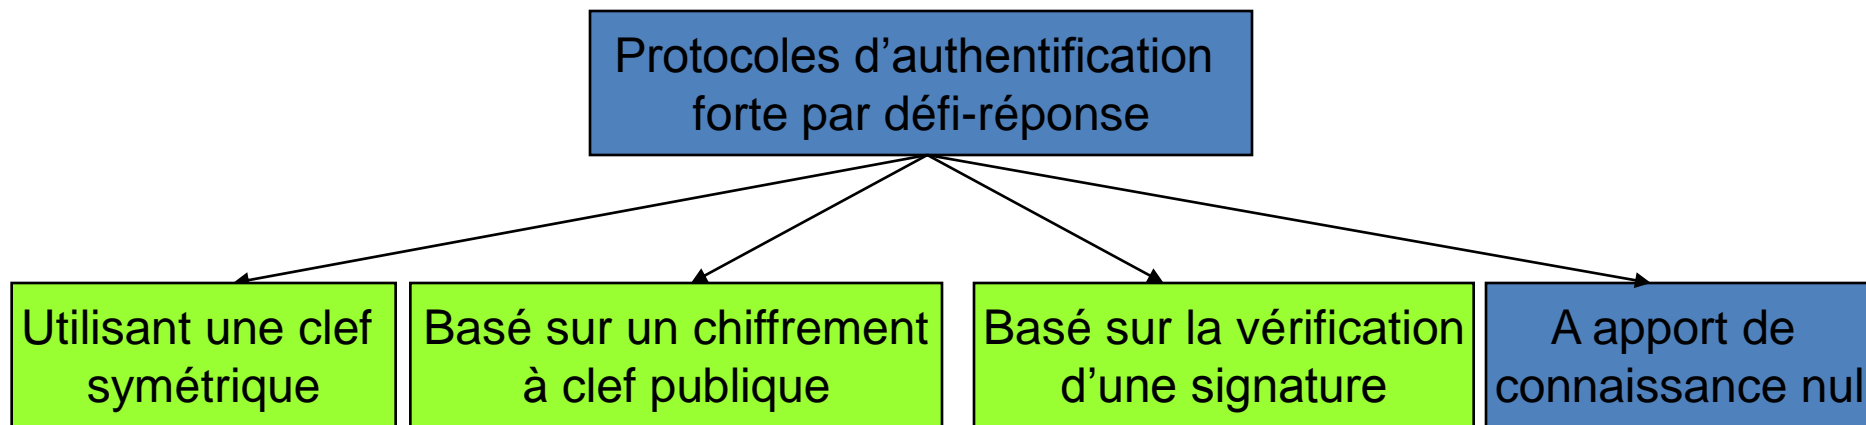 Protocoles d’authentification
forte par défi-réponse
Utilisant une clef
symétrique
Basé sur un chiffrement
à clef publique
Basé sur la vérification
d’une signature
A apport de
connaissance nul